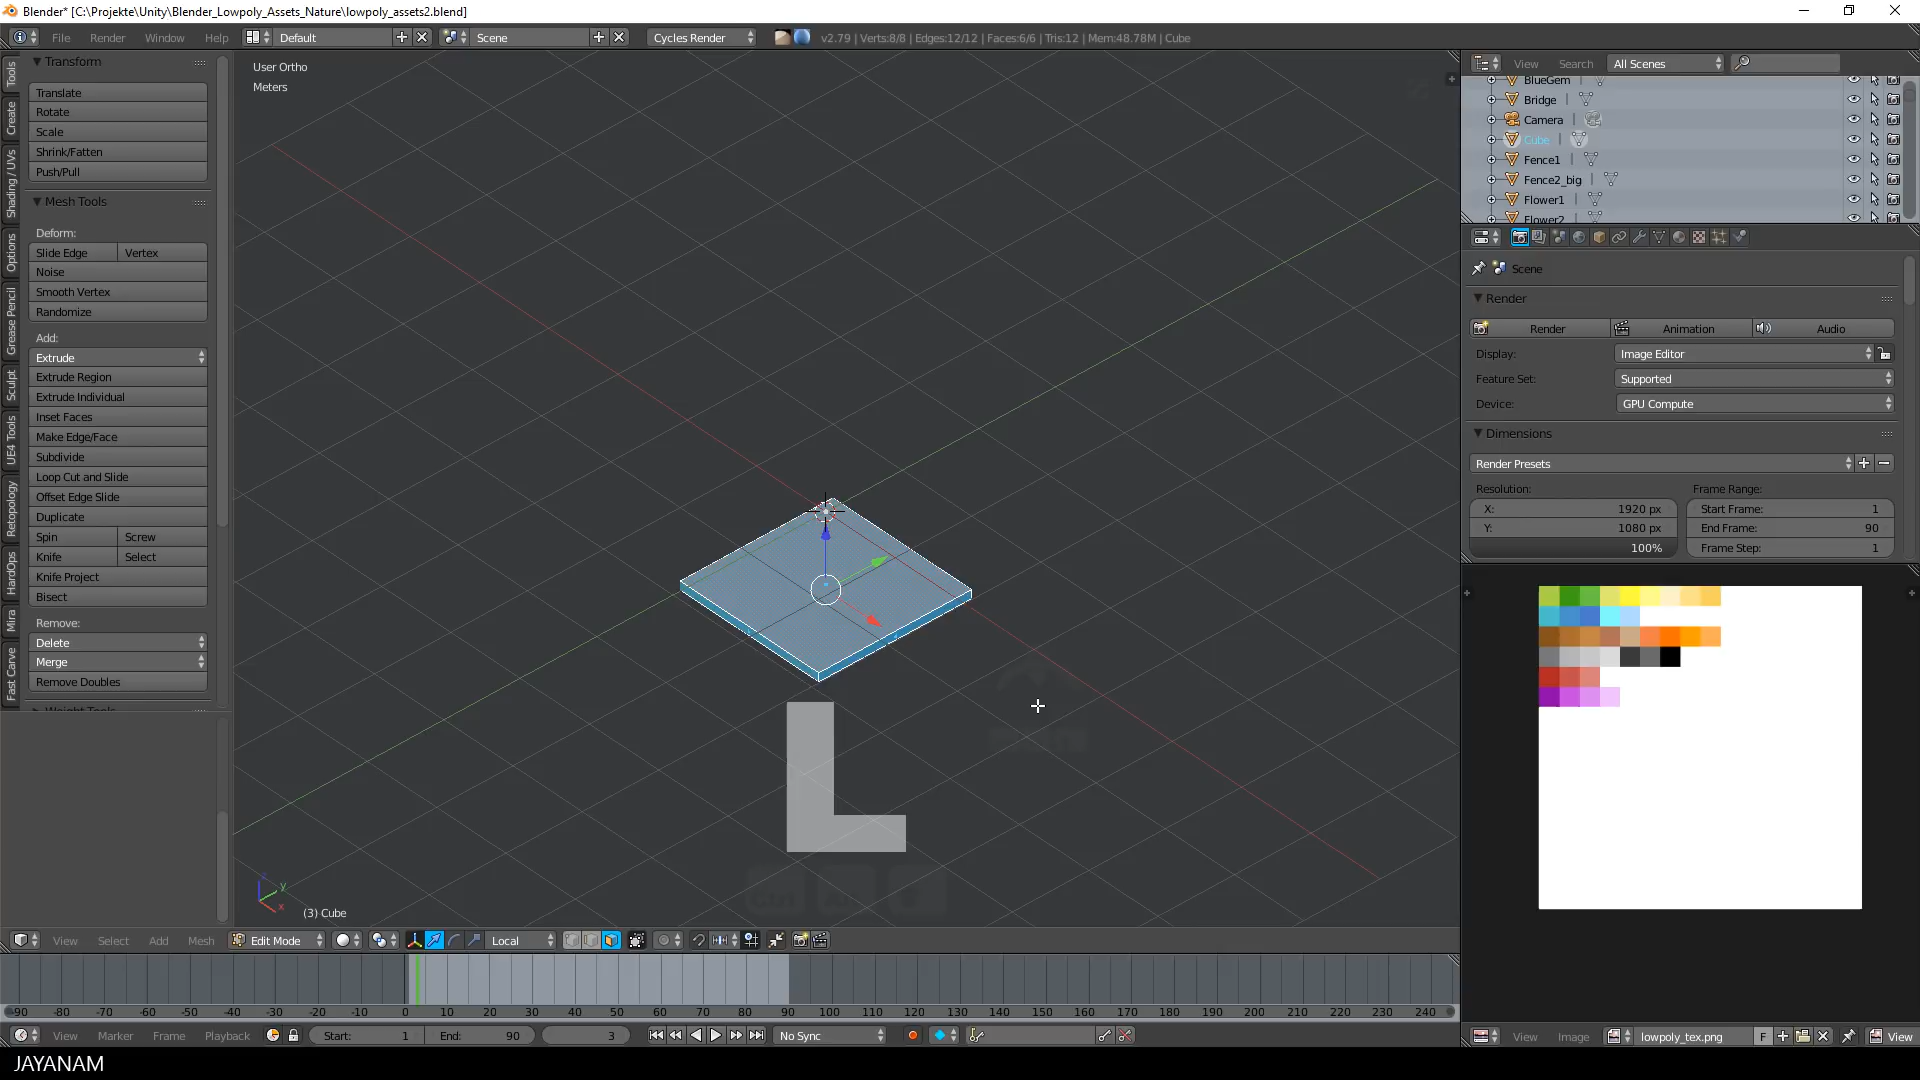 Blender* [C:\Projekte\Unity\Blender_Lowpoly_Assets_Nature\lowpoly_assets2.blend]
File Render Window Help Default Scene Cycles Render v2.79 | Verts:8/8 | Edges:12/12 | Faces:6/6 | Tris:12 | Mem:48.78M | Cube
Tools
Create
Shading / UVs
Options
Grease Pencil
Sculpt
UE4 Tools
Retopology
HardOps
Mira
Fast Carve
Transform
Translate
Rotate
Scale
Shrink/Fatten
Push/Pull
Mesh Tools
Deform:
Slide Edge Vertex
Noise
Smooth Vertex
Randomize
Add:
Extrude
Extrude Region
Extrude Individual
Inset Faces
Make Edge/Face
Subdivide
Loop Cut and Slide
Offset Edge Slide
Duplicate
Spin Screw
Knife Select
Knife Project
Bisect
Remove:
Delete
Merge
Remove Doubles
User Ortho
Meters
L
Ctrl
z
y
x
(3) Cube
View Select Add Mesh Edit Mode Local
-90 -80 -70 -60 -50 -40 -30 -20 -10 0 10 20 30 40 50 60 70 80 90 100 110 120 130 140 150 160 170 180 190 200 210 220 230 240
View Marker Frame Playback Start: 1 End: 90 3 No Sync
JAYANAM
View Search All Scenes
BlueGem
Bridge
Camera
Cube
Fence1
Fence2_big
Flower1
Flower2
Scene
Render
Render Animation Audio
Display: Image Editor
Feature Set: Supported
Device: GPU Compute
Dimensions
Render Presets
Resolution: Frame Range:
X: 1920 px Start Frame: 1
Y: 1080 px End Frame: 90
100% Frame Step: 1
View Image lowpoly_tex.png F View